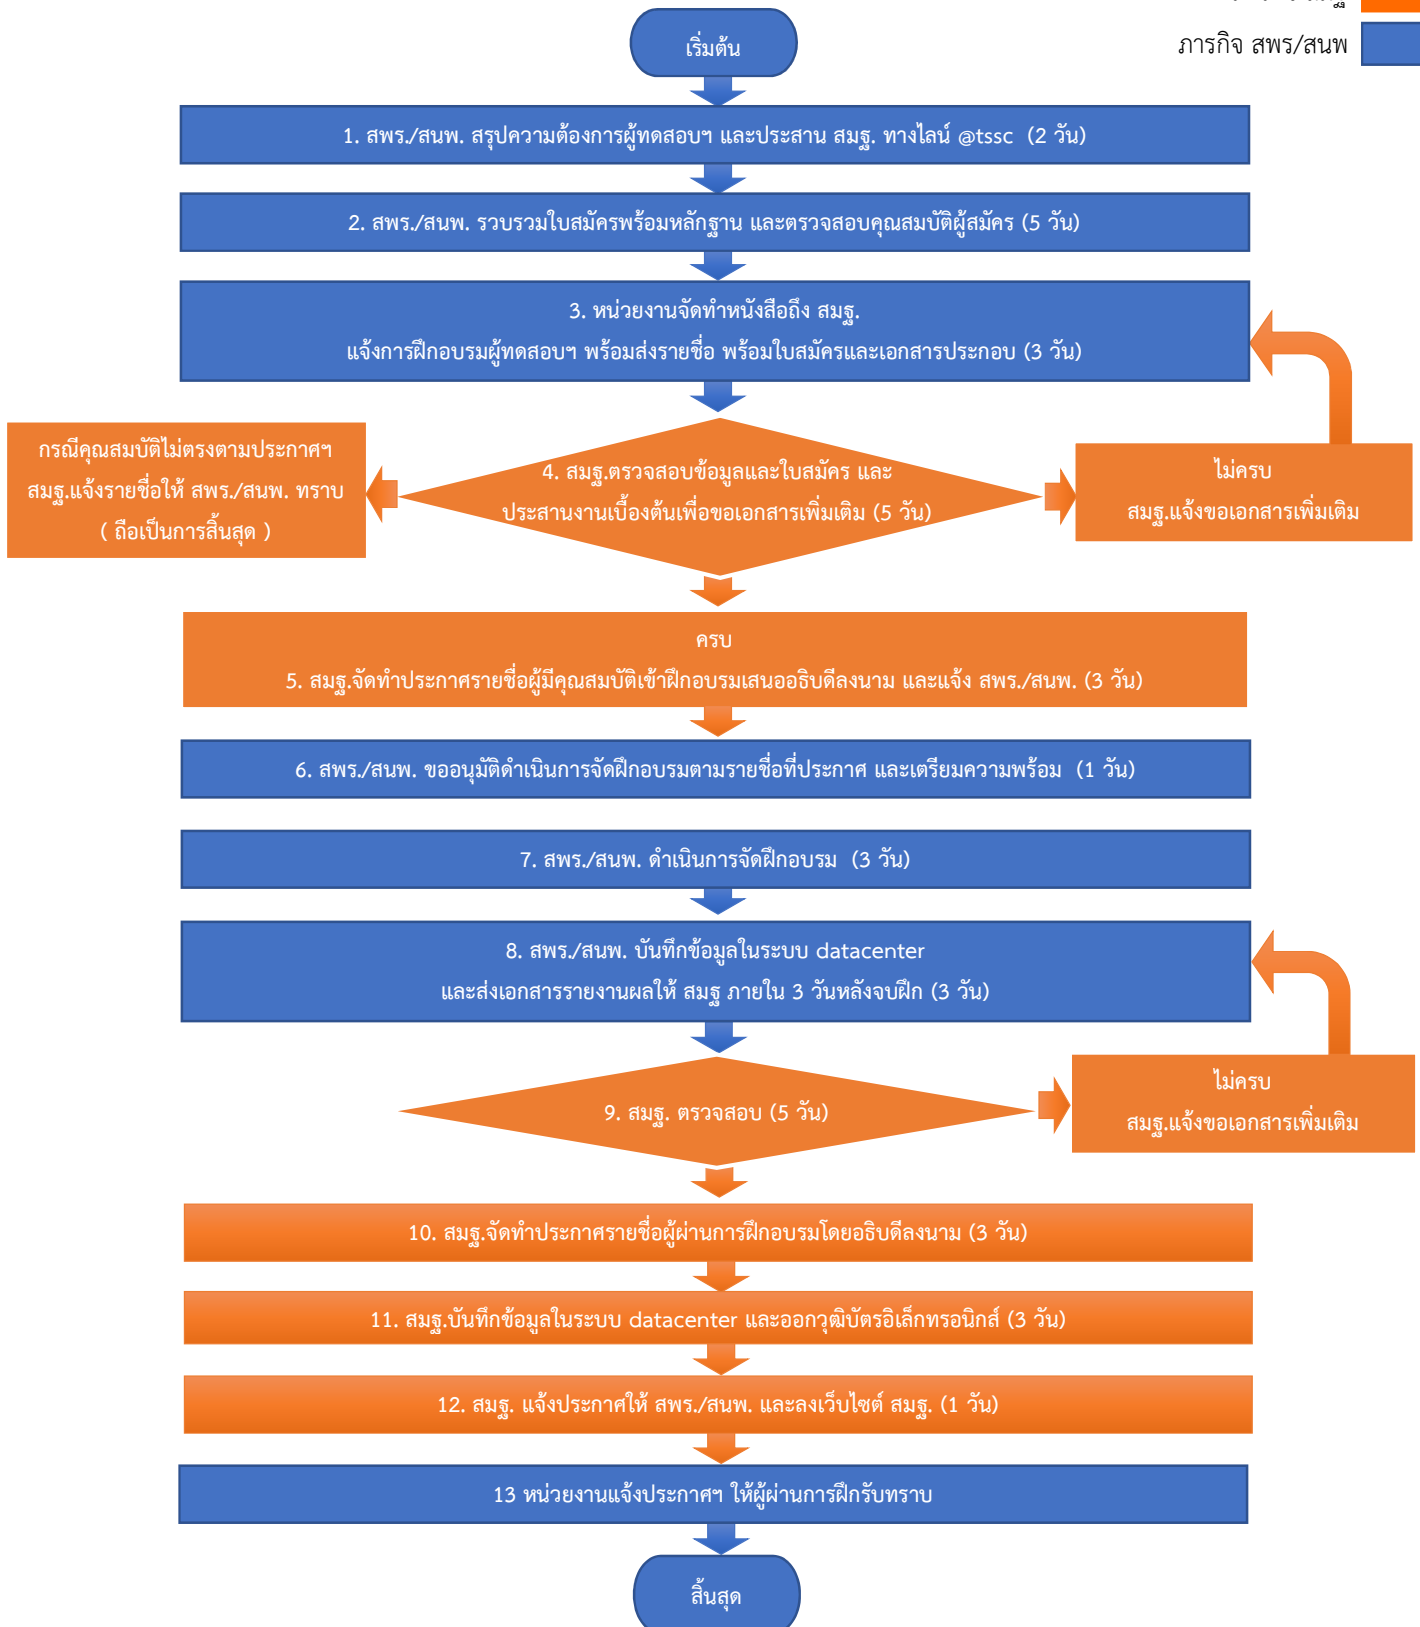 ภารกิจ สพร/สนพ
เริ่มต้น
1. สพร./สนพ. สรุปความต้องการผู้ทดสอบฯ และประสาน สมฐ. ทางไลน์ @tssc (2 วัน)
2. สพร./สนพ. รวบรวมใบสมัครพร้อมหลักฐาน และตรวจสอบคุณสมบัติผู้สมัคร (5 วัน)
3. หน่วยงานจัดทำหนังสือถึง สมฐ.
แจ้งการฝึกอบรมผู้ทดสอบฯ พร้อมส่งรายชื่อ พร้อมใบสมัครและเอกสารประกอบ (3 วัน)
กรณีคุณสมบัติไม่ตรงตามประกาศฯ
สมฐ.แจ้งรายชื่อให้ สพร./สนพ. ทราบ
( ถือเป็นการสิ้นสุด )
4. สมฐ.ตรวจสอบข้อมูลและใบสมัคร และ
ประสานงานเบื้องต้นเพื่อขอเอกสารเพิ่มเติม (5 วัน)
ไม่ครบ
สมฐ.แจ้งขอเอกสารเพิ่มเติม
ครบ
5. สมฐ.จัดทำประกาศรายชื่อผู้มีคุณสมบัติเข้าฝึกอบรมเสนออธิบดีลงนาม และแจ้ง สพร./สนพ. (3 วัน)
6. สพร./สนพ. ขออนุมัติดำเนินการจัดฝึกอบรมตามรายชื่อที่ประกาศ และเตรียมความพร้อม (1 วัน)
7. สพร./สนพ. ดำเนินการจัดฝึกอบรม (3 วัน)
8. สพร./สนพ. บันทึกข้อมูลในระบบ datacenter
และส่งเอกสารรายงานผลให้ สมฐ ภายใน 3 วันหลังจบฝึก (3 วัน)
9. สมฐ. ตรวจสอบ (5 วัน)
ไม่ครบ
สมฐ.แจ้งขอเอกสารเพิ่มเติม
10. สมฐ.จัดทำประกาศรายชื่อผู้ผ่านการฝึกอบรมโดยอธิบดีลงนาม (3 วัน)
11. สมฐ.บันทึกข้อมูลในระบบ datacenter และออกวุฒิบัตรอิเล็กทรอนิกส์ (3 วัน)
12. สมฐ. แจ้งประกาศให้ สพร./สนพ. และลงเว็บไซต์ สมฐ. (1 วัน)
13 หน่วยงานแจ้งประกาศฯ ให้ผู้ผ่านการฝึกรับทราบ
สิ้นสุด